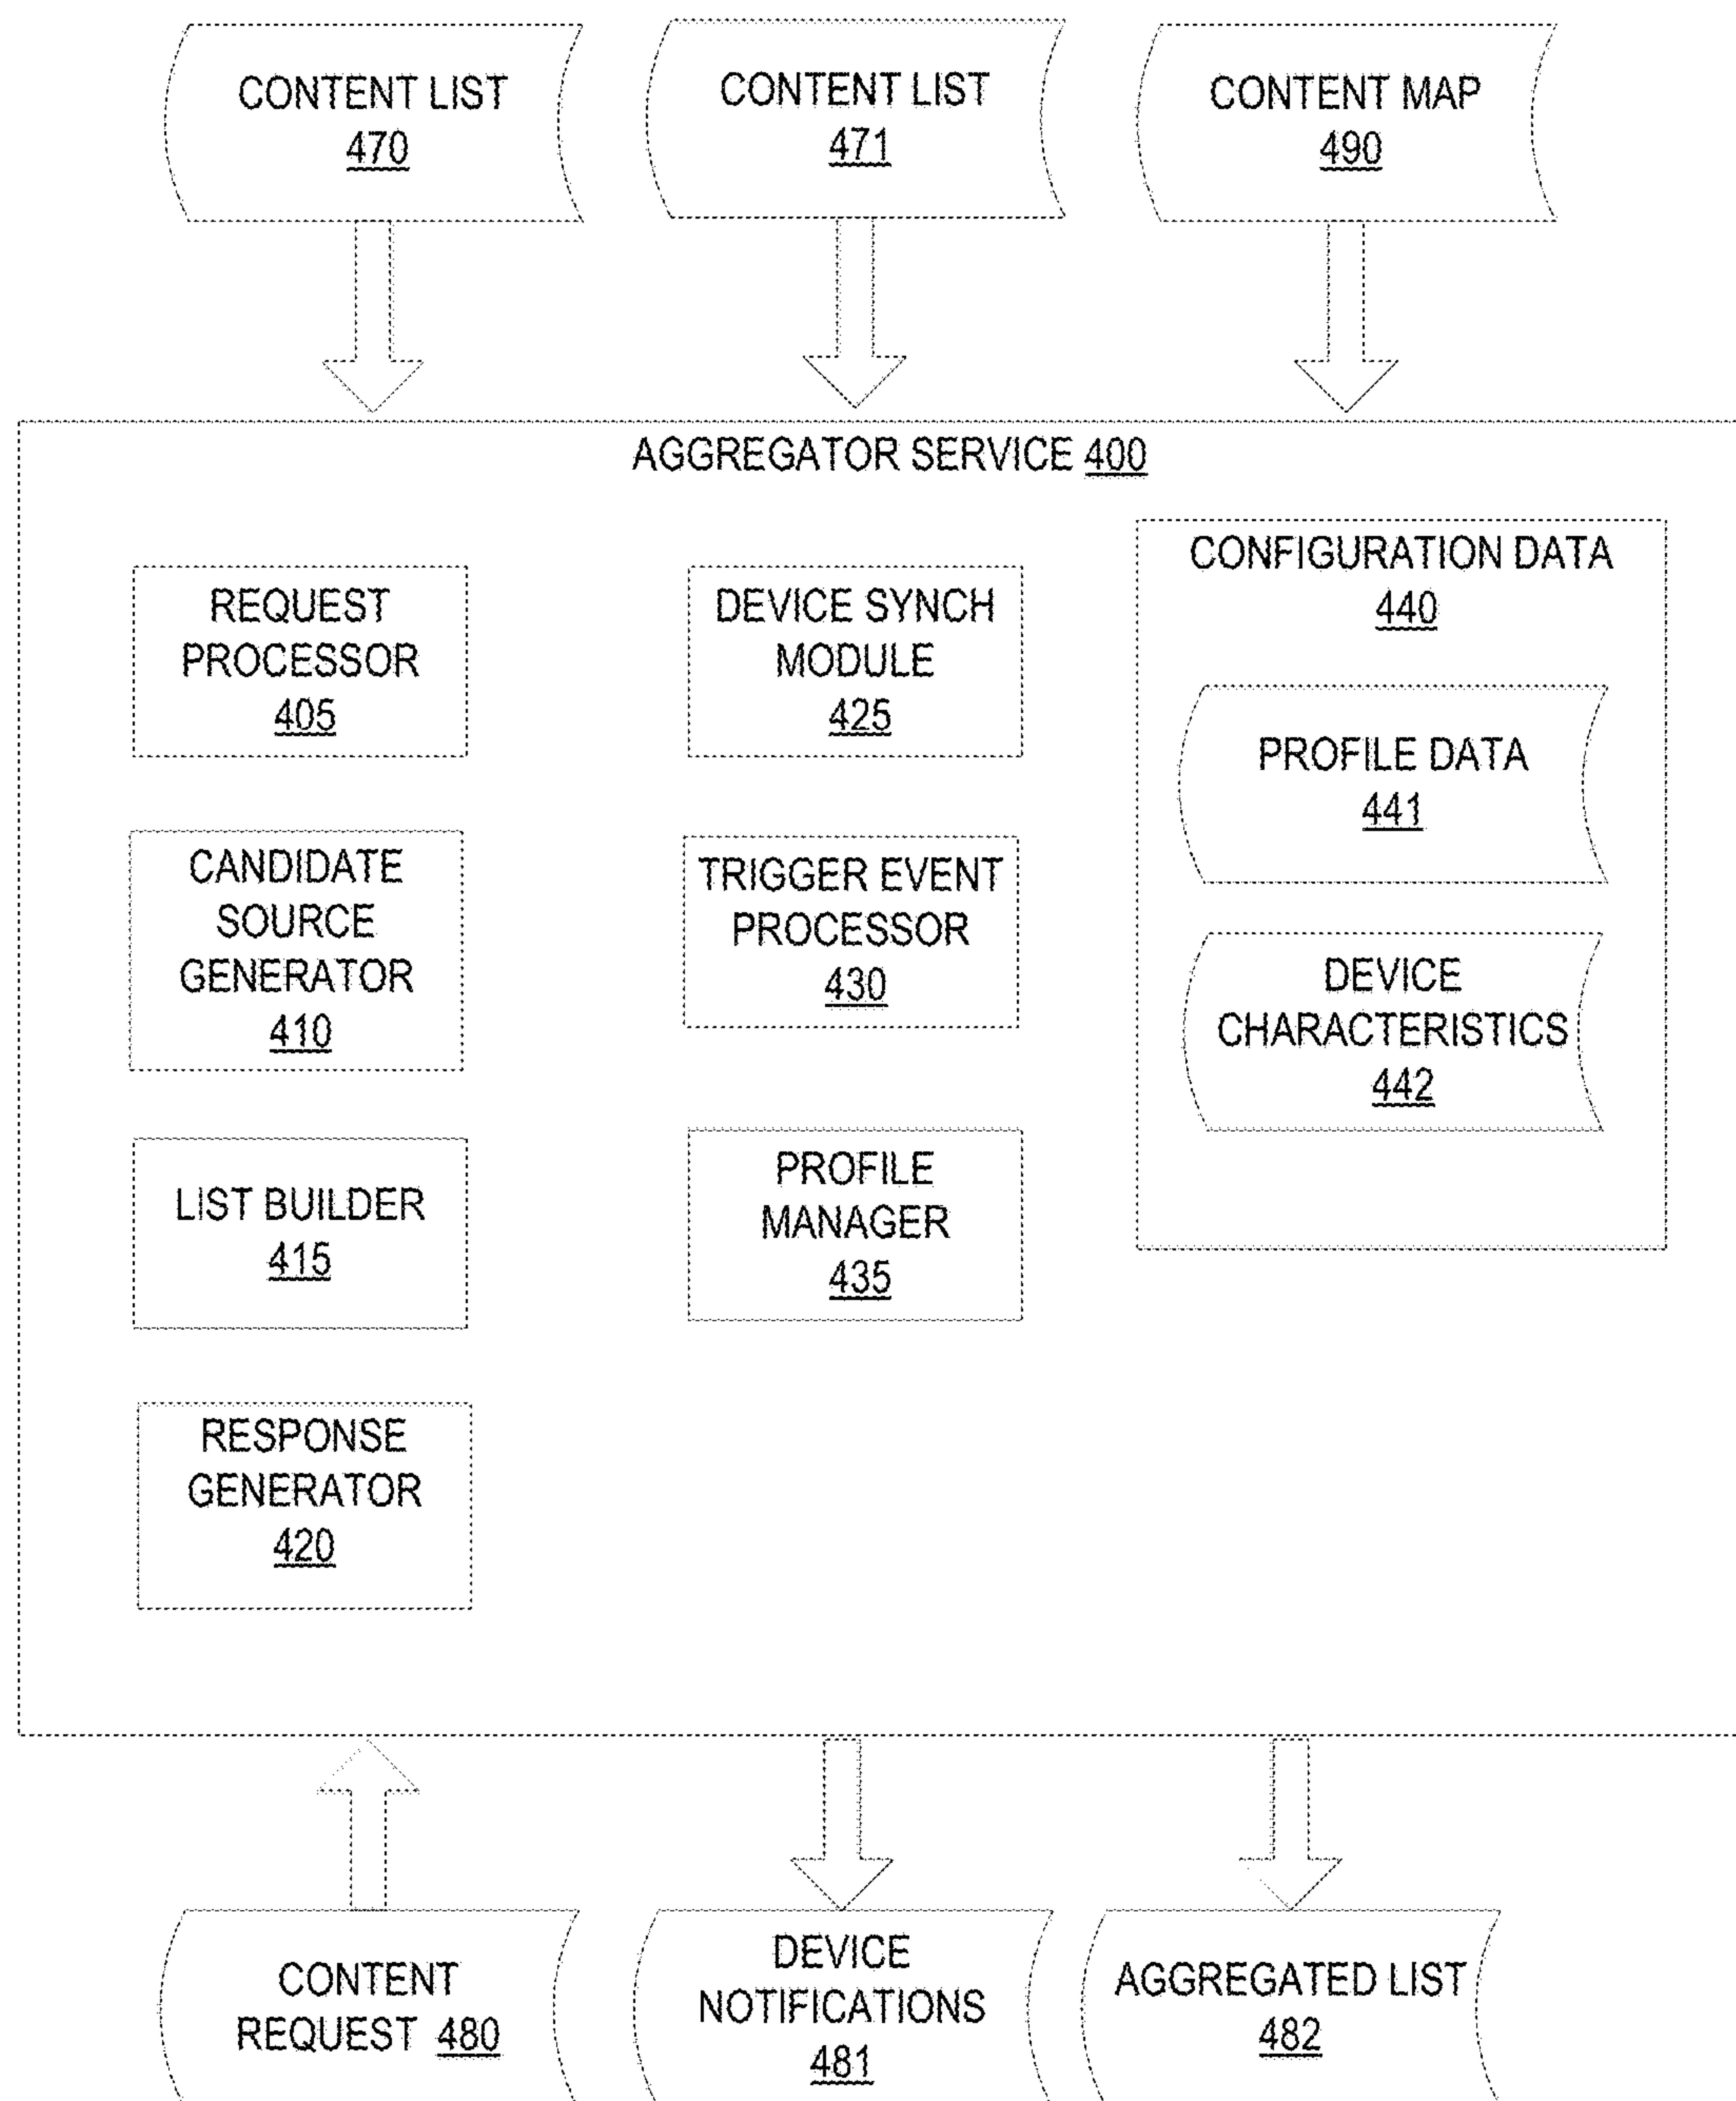 CONTENT LIST
470
CONTENT LIST
471
CONTENT MAP
490
AGGREGATOR SERVICE 400
REQUEST
PROCESSOR
405
CANDIDATE
SOURCE
GENERATOR
410
LIST BUILDER
415
RESPONSE
GENERATOR
420
DEVICE SYNCH
MODULE
425
TRIGGER EVENT
PROCESSOR
430
PROFILE
MANAGER
435
CONFIGURATION DATA
440
PROFILE DATA
441
DEVICE
CHARACTERISTICS
442
CONTENT
REQUEST 480
DEVICE
NOTIFICATIONS
481
AGGREGATED LIST
482